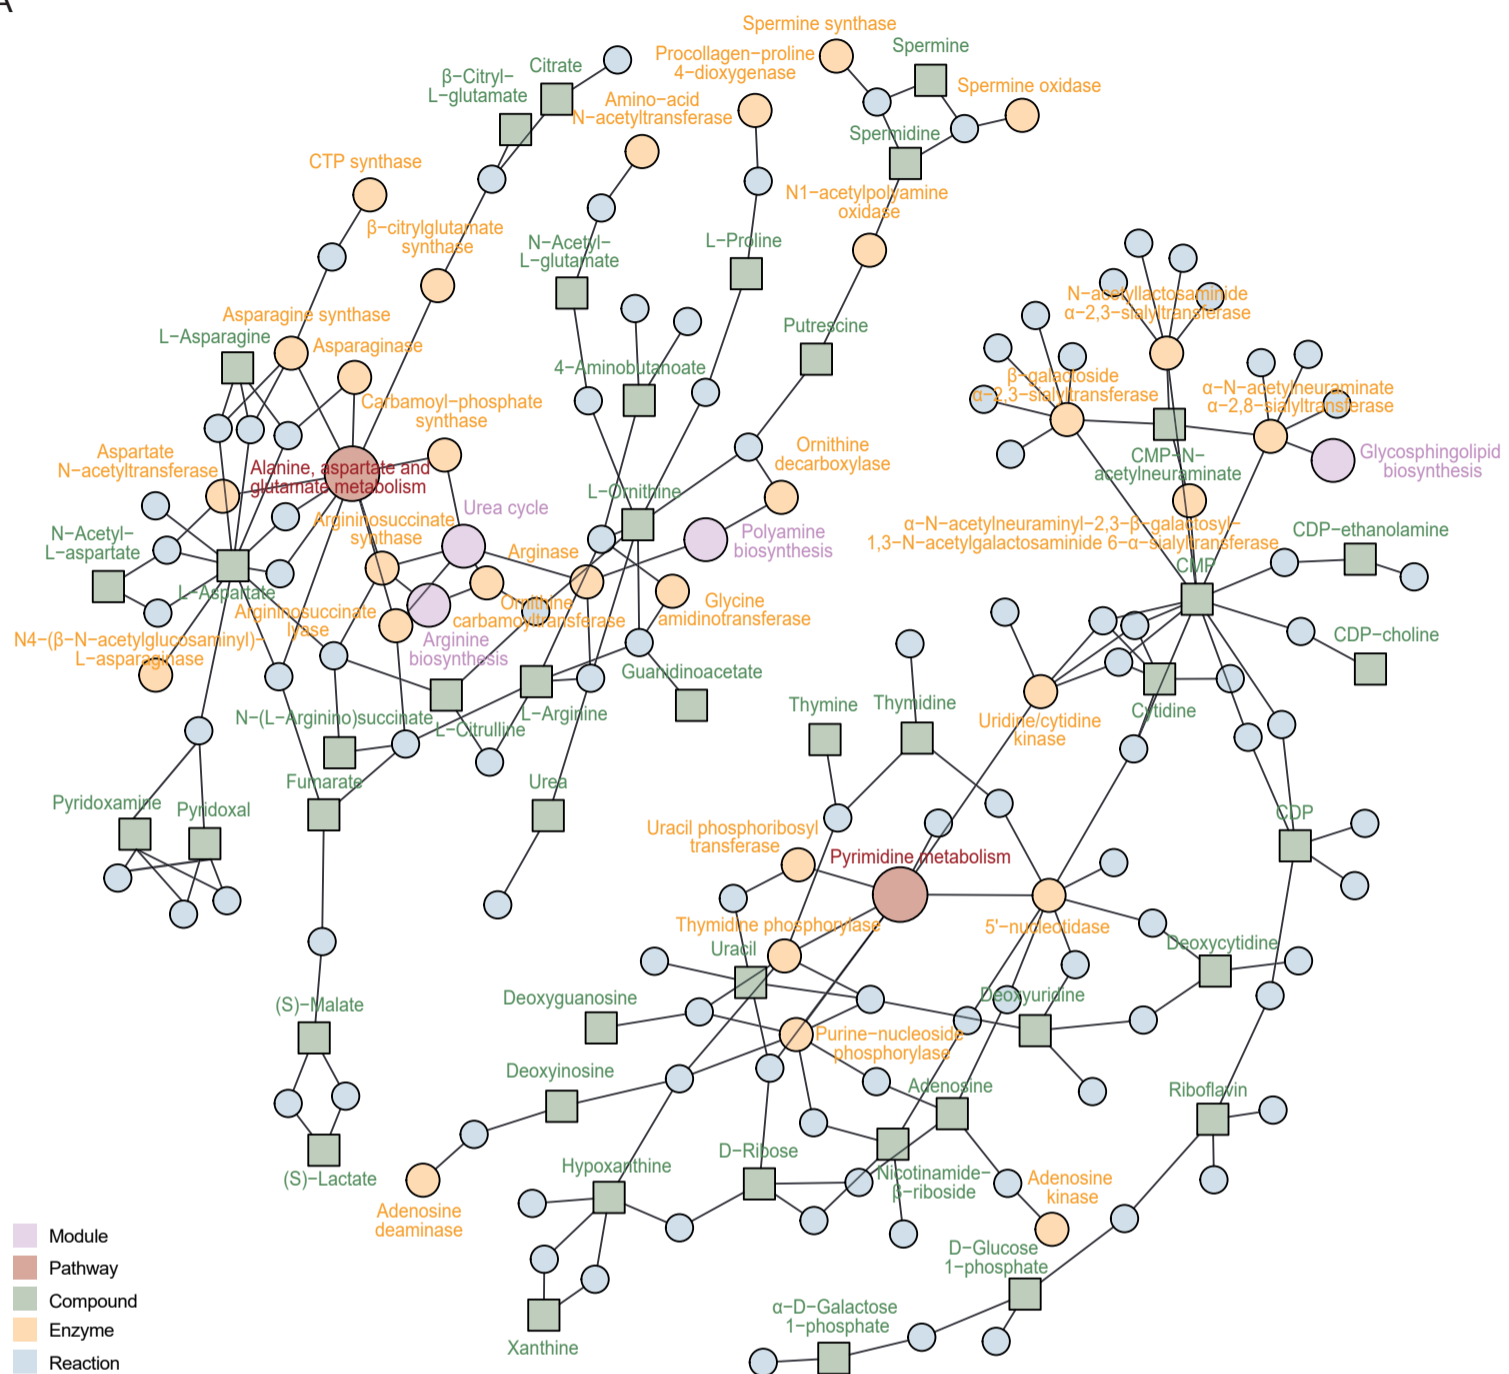 A
Spermine synthase
Spermine
Procollagen−proline
4−dioxygenase
Citrate
β−Citryl−
L−glutamate
Spermine oxidase
Amino−acid
N−acetyltransferase
Spermidine
CTP synthase
N1−acetylpolyamine
oxidase
β−citrylglutamate
synthase
N−Acetyl−
L−glutamate
L−Proline
N−acetyllactosaminide
α−2,3−sialyltransferase
Asparagine synthase
L−Asparagine
Asparaginase
Putrescine
4−Aminobutanoate
β−galactoside
α−2,3−sialyltransferase
α−N−acetylneuraminate
α−2,8−sialyltransferase
Carbamoyl−phosphate
synthase
Aspartate
N−acetyltransferase
Alanine, aspartate and
glutamate metabolism
Ornithine
decarboxylase
CMP−N−
acetylneuraminate
Glycosphingolipid
biosynthesis
L−Ornithine
Urea cycle
Argininosuccinate
synthase
N−Acetyl−
L−aspartate
Arginase
Polyamine
biosynthesis
α−N−acetylneuraminyl−2,3−β−galactosyl−
1,3−N−acetylgalactosaminide 6−α−sialyltransferase
CDP−ethanolamine
CMP
L−Aspartate
Argininosuccinate
lyase
Ornithine
carbamoyltransferase
Glycine
amidinotransferase
N4−(β−N−acetylglucosaminyl)−
L−asparaginase
Arginine
biosynthesis
CDP−choline
Guanidinoacetate
N−(L−Arginino)succinate
L−Citrulline
L−Arginine
Thymine
Thymidine
Uridine/cytidine
kinase
Cytidine
Fumarate
Urea
Pyridoxamine
Pyridoxal
CDP
Uracil phosphoribosyl
transferase
Pyrimidine metabolism
Thymidine phosphorylase
5'−nucleotidase
Uracil
Deoxycytidine
Deoxyguanosine
Deoxyuridine
(S)−Malate
Purine−nucleoside
phosphorylase
Deoxyinosine
Adenosine
Riboflavin
D−Ribose
Hypoxanthine
Nicotinamide−
β−riboside
Adenosine
kinase
(S)−Lactate
Adenosine
deaminase
D−Glucose
1−phosphate
α−D−Galactose
1−phosphate
Xanthine
Module
Pathway
Compound
Enzyme
Reaction